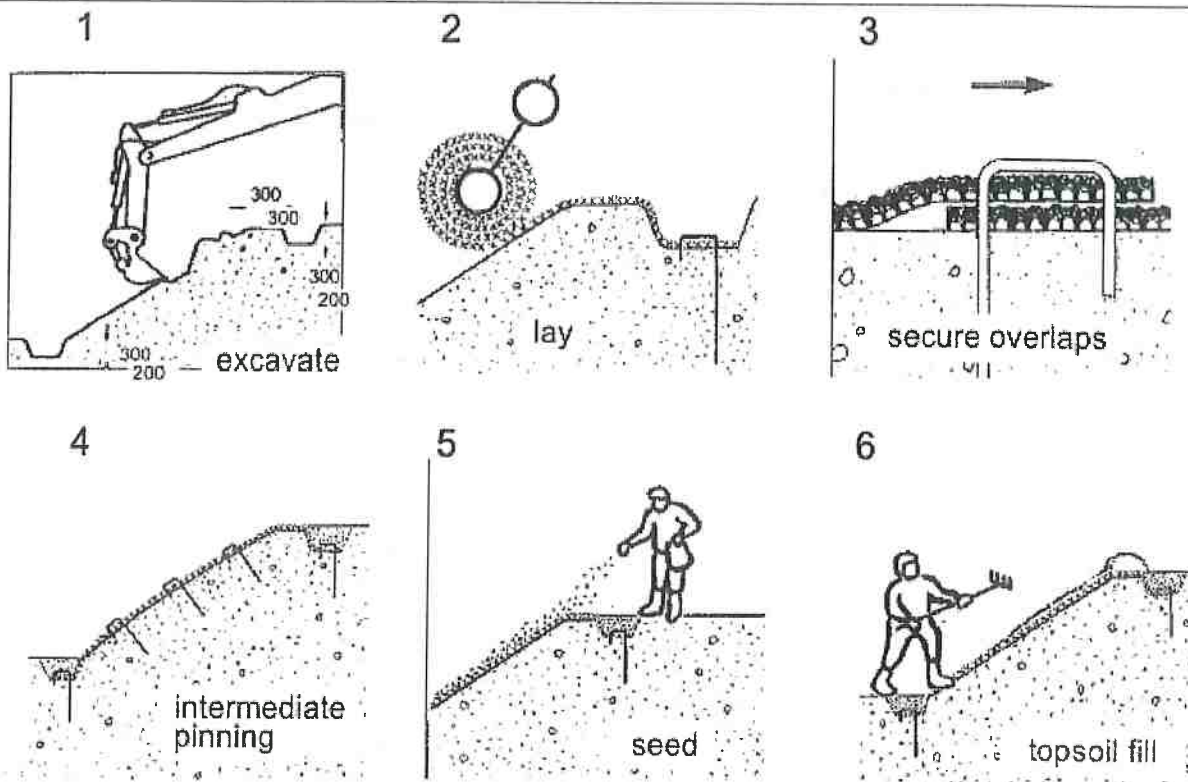 1
2
3
300
300
300
200
300
200
excavate
lay
secure overlaps
4
5
6
intermediate
pinning
seed
topsoil fill